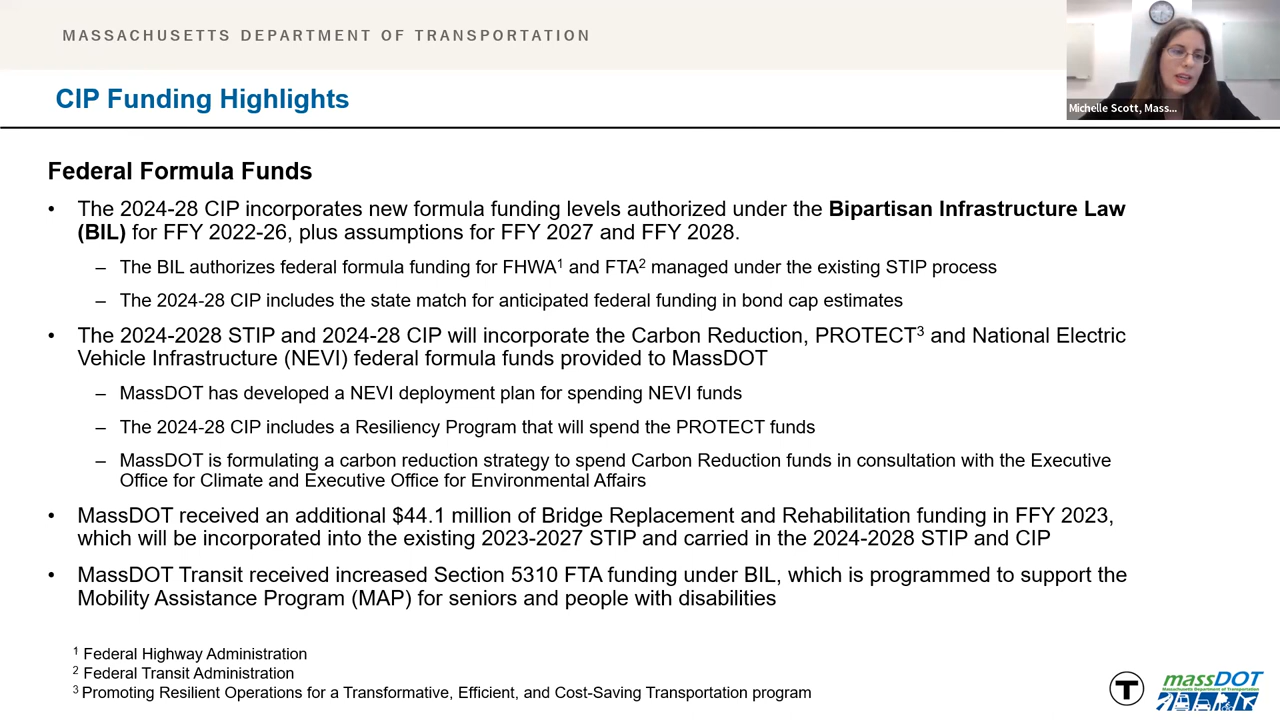 MASSACHUSETTS DEPARTMENT OF TRANSPORTATION
Michelle Scott, Mass...
CIP Funding Highlights
Federal Formula Funds
• The 2024-28 CIP incorporates new formula funding levels authorized under the Bipartisan Infrastructure Law
(BIL) for FFY 2022-26, plus assumptions for FFY 2027 and FFY 2028.
– The BIL authorizes federal formula funding for FHWA¹ and FTA² managed under the existing STIP process
– The 2024-28 CIP includes the state match for anticipated federal funding in bond cap estimates
• The 2024-2028 STIP and 2024-28 CIP will incorporate the Carbon Reduction, PROTECT³ and National Electric
Vehicle Infrastructure (NEVI) federal formula funds provided to MassDOT
– MassDOT has developed a NEVI deployment plan for spending NEVI funds
– The 2024-28 CIP includes a Resiliency Program that will spend the PROTECT funds
– MassDOT is formulating a carbon reduction strategy to spend Carbon Reduction funds in consultation with the Executive
Office for Climate and Executive Office for Environmental Affairs
• MassDOT received an additional $44.1 million of Bridge Replacement and Rehabilitation funding in FFY 2023,
which will be incorporated into the existing 2023-2027 STIP and carried in the 2024-2028 STIP and CIP
• MassDOT Transit received increased Section 5310 FTA funding under BIL, which is programmed to support the
Mobility Assistance Program (MAP) for seniors and people with disabilities
¹ Federal Highway Administration
² Federal Transit Administration
³ Promoting Resilient Operations for a Transformative, Efficient, and Cost-Saving Transportation program
T
massDOT
Massachusetts Department of Transportation